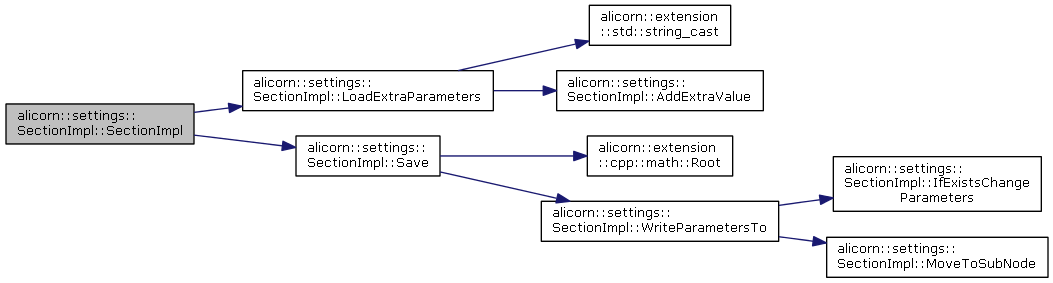 alicorn::extension
::std::string_cast
alicorn::settings::
SectionImpl::LoadExtraParameters
alicorn::settings::
SectionImpl::AddExtraValue
alicorn::settings::
SectionImpl::SectionImpl
alicorn::settings::
SectionImpl::Save
alicorn::extension
::cpp::math::Root
alicorn::settings::
SectionImpl::IfExistsChange
Parameters
alicorn::settings::
SectionImpl::WriteParametersTo
alicorn::settings::
SectionImpl::MoveToSubNode